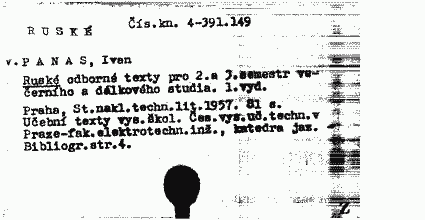 Čís.kn. 4-391.149
RUSKÉ
v.PANAS, Ivan
Ruské odborné texty pro 2.a 3.semestr ve-
černího a dálkového studia. 1.vyd.
Praha, St.nakl.techn.lit.1957. 81 s.
Učební texty vys.škol. Čes.vys.uč.techn.v
Praze-fak.elektrotechn.inž., katedra jaz.
Bibliogr.str.4.